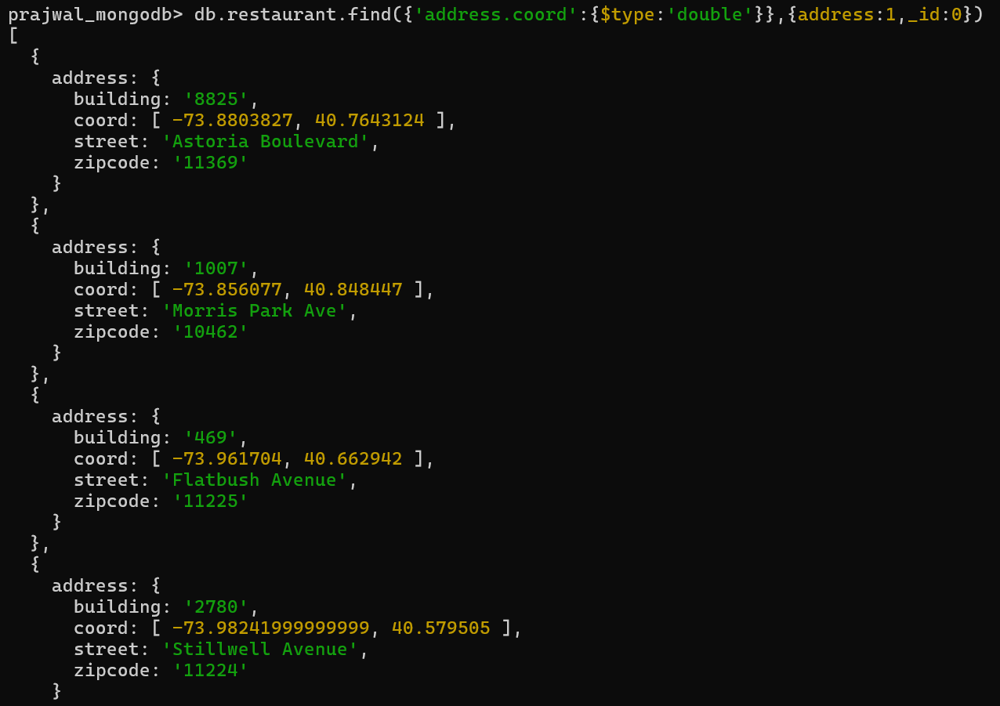 prajwal_mongodb> db.restaurant.find({'address.coord':{$type:'double'}},{address:1,_id:0})
[
  {
    address: {
      building: '8825',
      coord: [ -73.8803827, 40.7643124 ],
      street: 'Astoria Boulevard',
      zipcode: '11369'
    }
  },
  {
    address: {
      building: '1007',
      coord: [ -73.856077, 40.848447 ],
      street: 'Morris Park Ave',
      zipcode: '10462'
    }
  },
  {
    address: {
      building: '469',
      coord: [ -73.961704, 40.662942 ],
      street: 'Flatbush Avenue',
      zipcode: '11225'
    }
  },
  {
    address: {
      building: '2780',
      coord: [ -73.98241999999999, 40.579505 ],
      street: 'Stillwell Avenue',
      zipcode: '11224'
    }